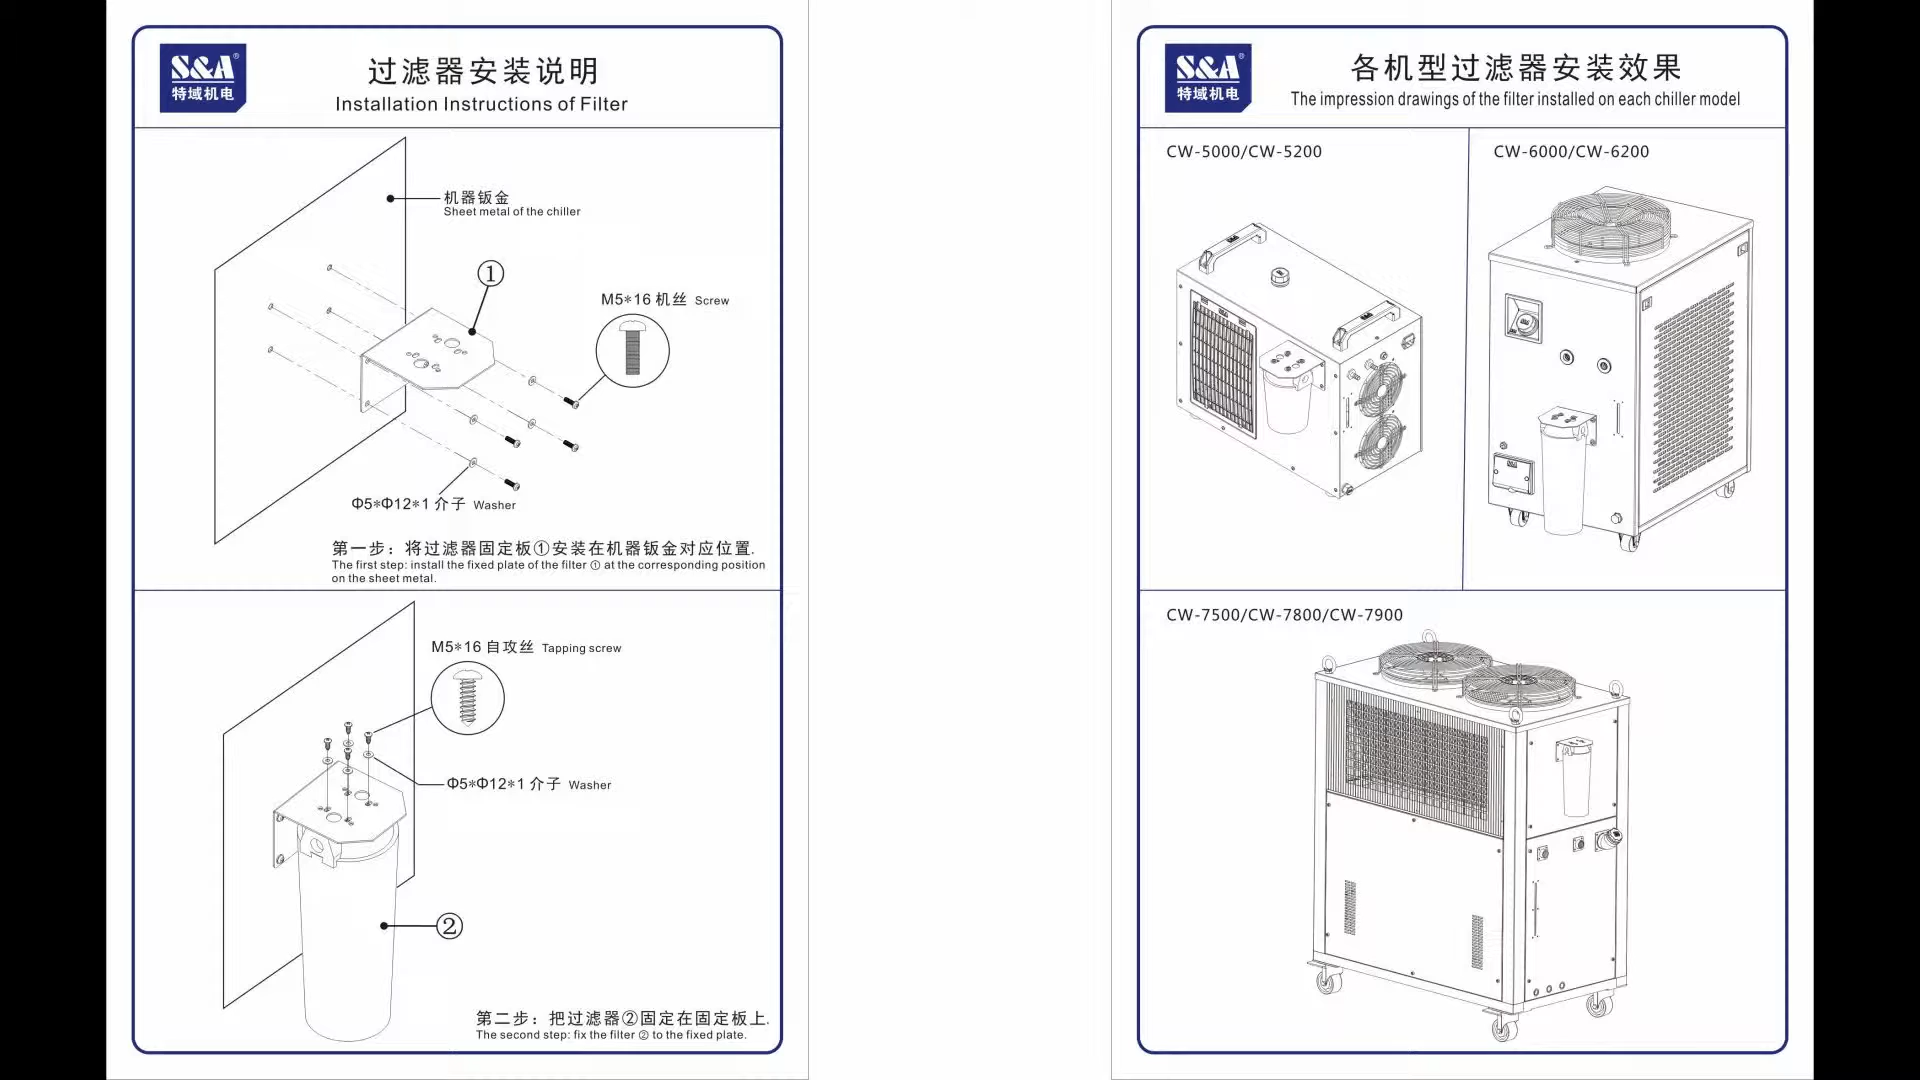 S&A®
特域机电
过滤器安装说明
Installation Instructions of Filter
机器钣金
Sheet metal of the chiller
①
M5*16 机丝 Screw
Φ5*Φ12*1 介子 Washer
第一步：将过滤器固定板①安装在机器钣金对应位置.
The first step: install the fixed plate of the filter ① at the corresponding position
on the sheet metal.
M5*16 自攻丝 Tapping screw
Φ5*Φ12*1 介子 Washer
②
第二步：把过滤器②固定在固定板上.
The second step: fix the filter ② to the fixed plate.
S&A®
特域机电
各机型过滤器安装效果
The impression drawings of the filter installed on each chiller model
CW-5000/CW-5200
S&A
S&A
S&A
CW-6000/CW-6200
CW-7500/CW-7800/CW-7900